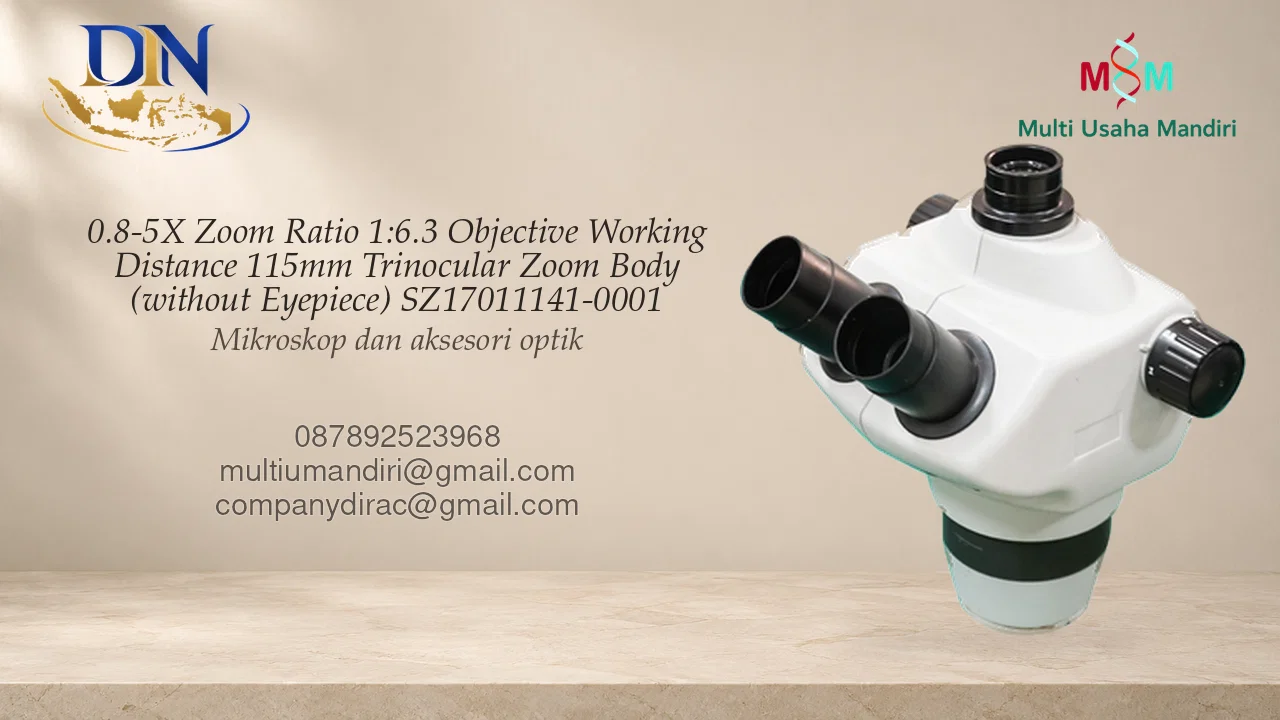 DN
M M
Multi Usaha Mandiri
0.8-5X Zoom Ratio 1:6.3 Objective Working
Distance 115mm Trinocular Zoom Body
(without Eyepiece) SZ17011141-0001
Mikroskop dan aksesori optik
087892523968
multiumandiri@gmail.com
companydirac@gmail.com